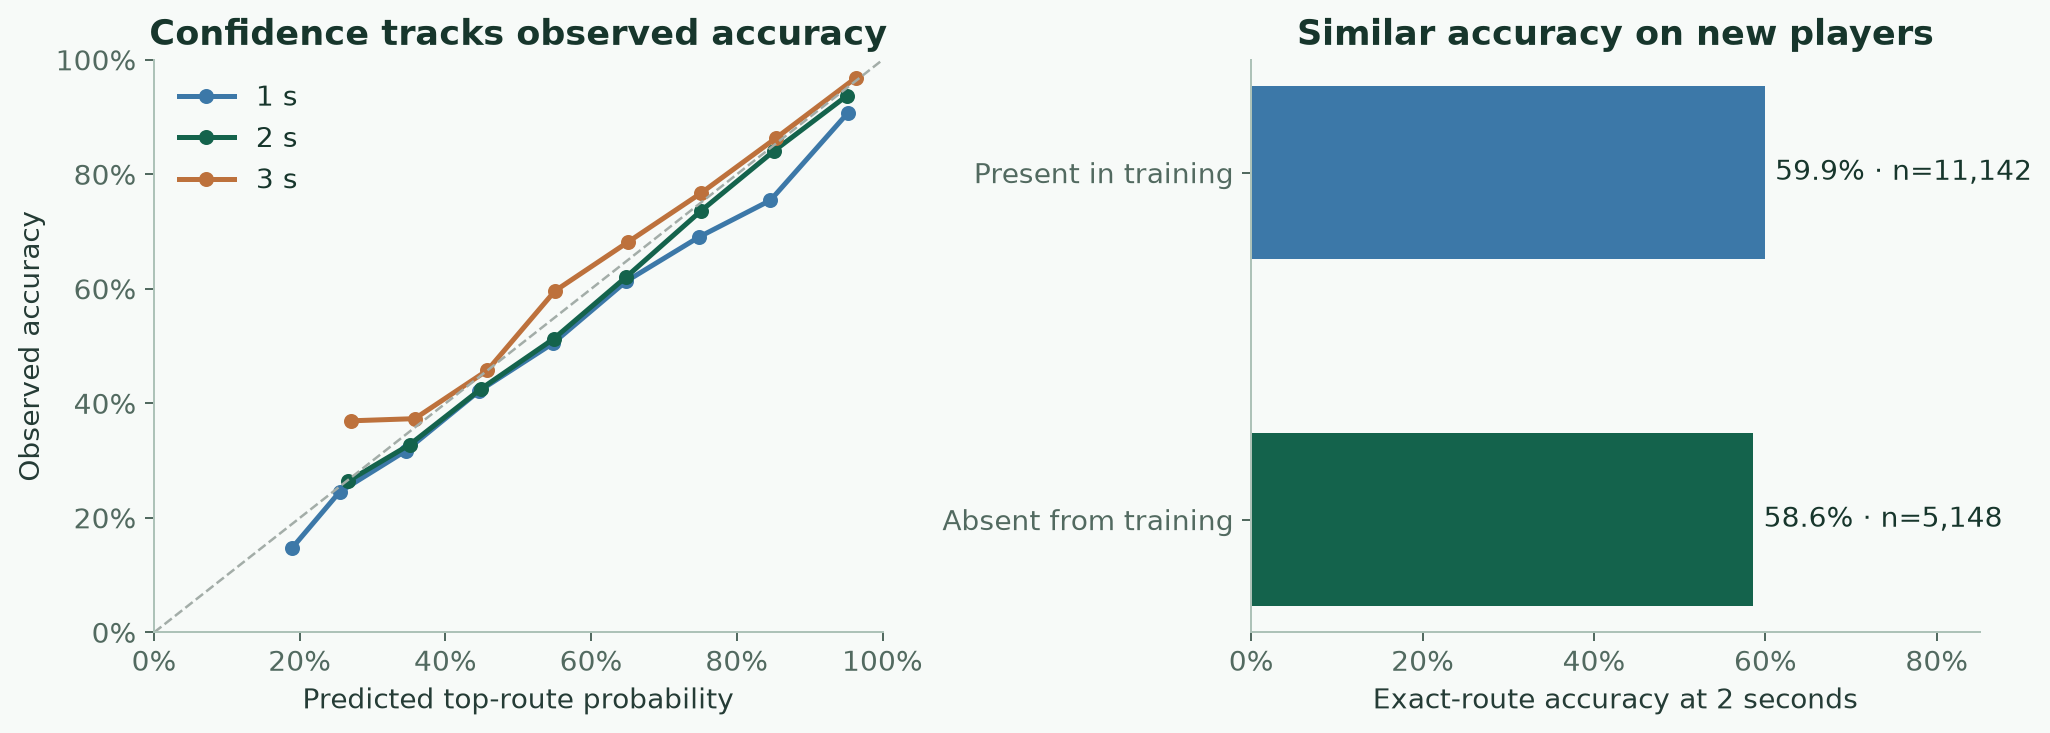 Confidence tracks observed accuracy
100%
80%
60%
40%
20%
0%
Observed accuracy
1 s
2 s
3 s
0%
20%
40%
60%
80%
100%
Predicted top-route probability
Similar accuracy on new players
Present in training
59.9% · n=11,142
Absent from training
58.6% · n=5,148
0%
20%
40%
60%
80%
Exact-route accuracy at 2 seconds